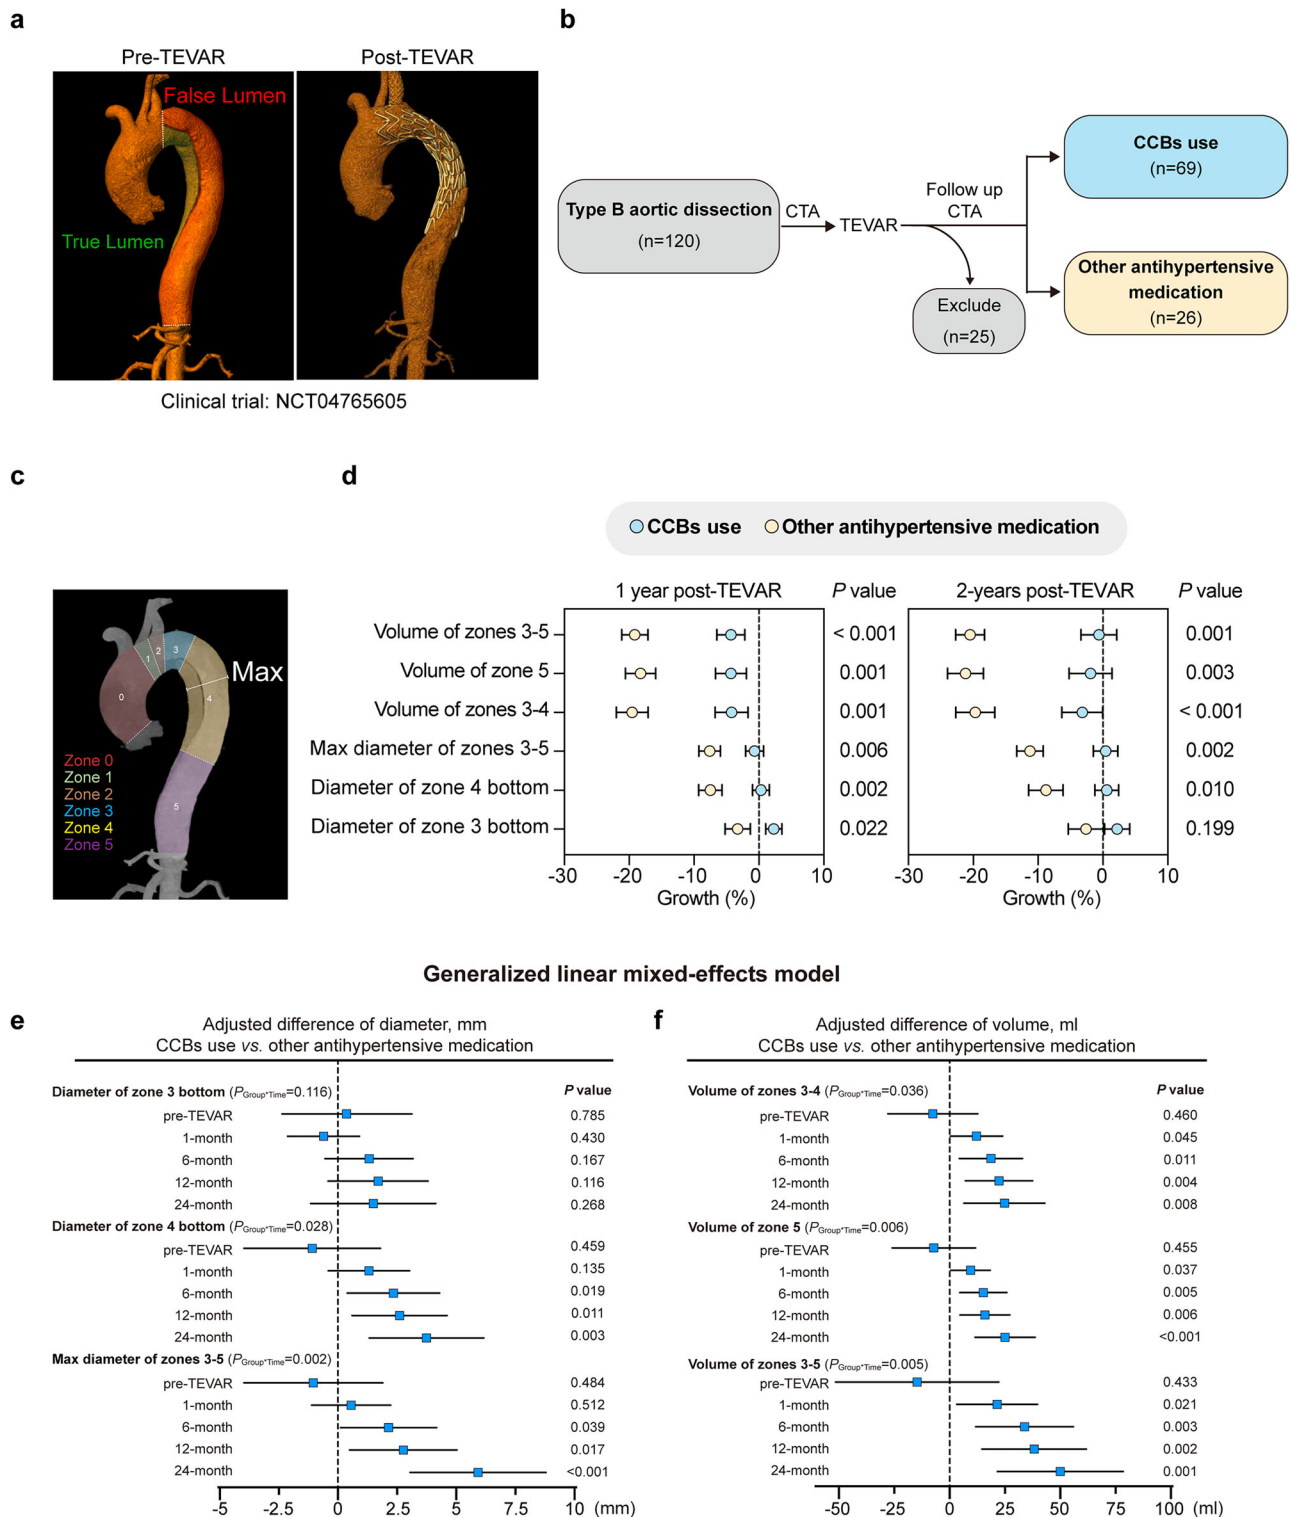 a
Pre-TEVAR
Post-TEVAR
False Lumen
True Lumen
Clinical trial: NCT04765605
b
Type B aortic dissection
(n=120)
CTA
TEVAR
Follow up
CTA
Exclude
(n=25)
CCBs use
(n=69)
Other antihypertensive
medication
(n=26)
c
Max
0
1
2
3
4
5
Zone 0
Zone 1
Zone 2
Zone 3
Zone 4
Zone 5
d
CCBs use
Other antihypertensive medication
1 year post-TEVAR P value 2-years post-TEVAR P value
Volume of zones 3-5 < 0.001 0.001
Volume of zone 5 0.001 0.003
Volume of zones 3-4 0.001 < 0.001
Max diameter of zones 3-5 0.006 0.002
Diameter of zone 4 bottom 0.002 0.010
Diameter of zone 3 bottom 0.022 0.199
-30 -20 -10 0 10 -30 -20 -10 0 10
Growth (%) Growth (%)
Generalized linear mixed-effects model
e
Adjusted difference of diameter, mm
CCBs use vs. other antihypertensive medication
Diameter of zone 3 bottom (PGroup*Time=0.116) P value
pre-TEVAR 0.785
1-month 0.430
6-month 0.167
12-month 0.116
24-month 0.268
Diameter of zone 4 bottom (PGroup*Time=0.028)
pre-TEVAR 0.459
1-month 0.135
6-month 0.019
12-month 0.011
24-month 0.003
Max diameter of zones 3-5 (PGroup*Time=0.002)
pre-TEVAR 0.484
1-month 0.512
6-month 0.039
12-month 0.017
24-month <0.001
-5 -2.5 0 2.5 5 7.5 10 (mm)
f
Adjusted difference of volume, ml
CCBs use vs. other antihypertensive medication
Volume of zones 3-4 (PGroup*Time=0.036) P value
pre-TEVAR 0.460
1-month 0.045
6-month 0.011
12-month 0.004
24-month 0.008
Volume of zone 5 (PGroup*Time=0.006)
pre-TEVAR 0.455
1-month 0.037
6-month 0.005
12-month 0.006
24-month <0.001
Volume of zones 3-5 (PGroup*Time=0.005)
pre-TEVAR 0.433
1-month 0.021
6-month 0.003
12-month 0.002
24-month 0.001
-50 -25 0 25 50 75 100 (ml)